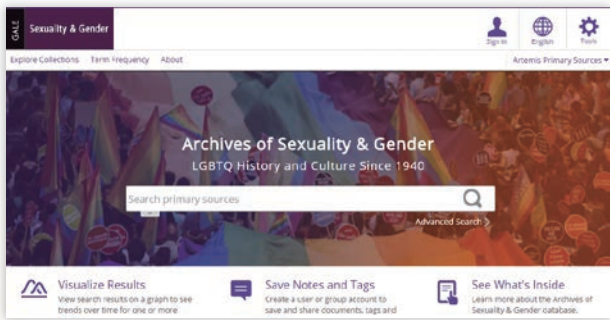 GALE
Sexuality & Gender
Sign In
English
Tools
Explore Collections Term Frequency About
Artemis Primary Sources
Archives of Sexuality & Gender
LGBTQ History and Culture Since 1940
Search primary sources
Advanced Search
Visualize Results
View search results on a graph to see
trends over time for one or more
Save Notes and Tags
Create a user or group account to
save and share documents, tags and
See What's Inside
Learn more about the Archives of
Sexuality & Gender database.